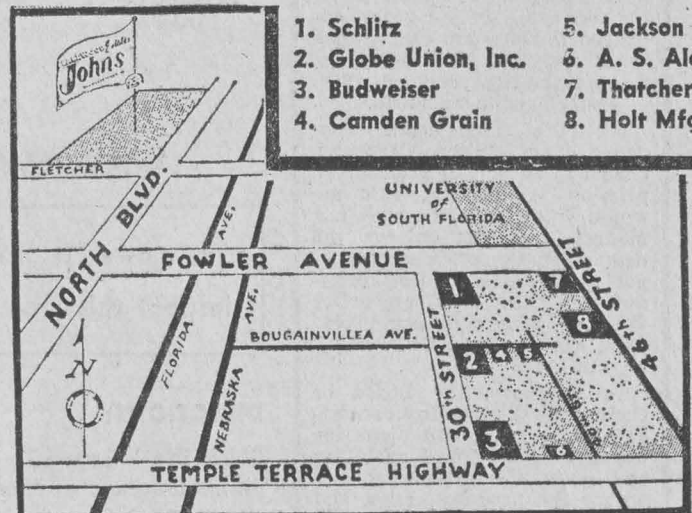 1. Schlitz
2. Globe Union, Inc.
3. Budweiser
4. Camden Grain
5. Jackson
6. A. S.
7. Thatcher
8. Holt
Johns
FLETCHER
NORTH BLVD.
UNIVERSITY
of
SOUTH FLORIDA
FOWLER AVENUE
FLORIDA AVE.
NEBRASKA AVE.
BOUGAINVILLEA AVE.
30th STREET
46th STREET
1
7
8
2
4
5
3
6
N
TEMPLE TERRACE HIGHWAY